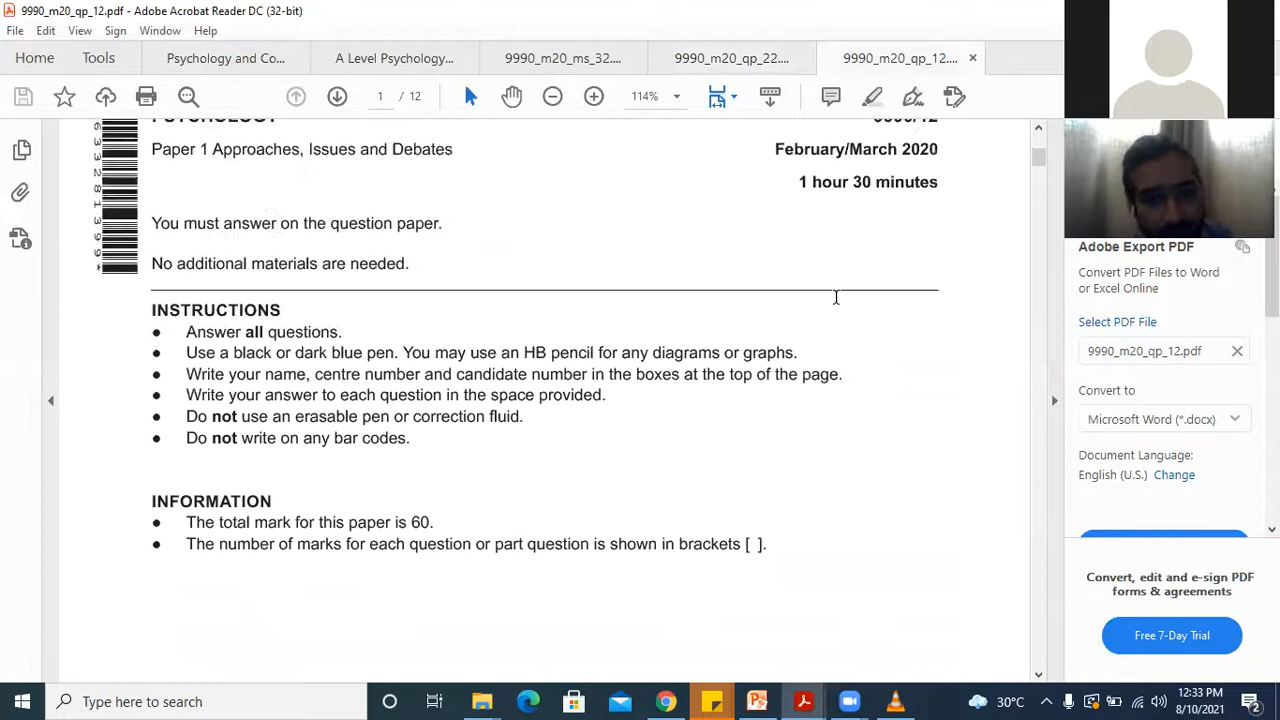 9990_m20_qp_12.pdf - Adobe Acrobat Reader DC (32-bit)
File Edit View Sign Window Help
Home Tools Psychology and Co... A Level Psychology... 9990_m20_ms_32.... 9990_m20_qp_22.... 9990_m20_qp_12.... ×
1 / 12 114%
PSYCHOLOGY 9990/12
Paper 1 Approaches, Issues and Debates February/March 2020
1 hour 30 minutes
You must answer on the question paper.
No additional materials are needed.
INSTRUCTIONS
● Answer all questions.
● Use a black or dark blue pen. You may use an HB pencil for any diagrams or graphs.
● Write your name, centre number and candidate number in the boxes at the top of the page.
● Write your answer to each question in the space provided.
● Do not use an erasable pen or correction fluid.
● Do not write on any bar codes.
INFORMATION
● The total mark for this paper is 60.
● The number of marks for each question or part question is shown in brackets [ ].
Adobe Export PDF
Convert PDF Files to Word
or Excel Online
Select PDF File
9990_m20_qp_12.pdf
Convert to
Microsoft Word (*.docx)
Document Language:
English (U.S.) Change
Convert, edit and e-sign PDF
forms & agreements
Free 7-Day Trial
Type here to search
30°C
12:33 PM
8/10/2021
2